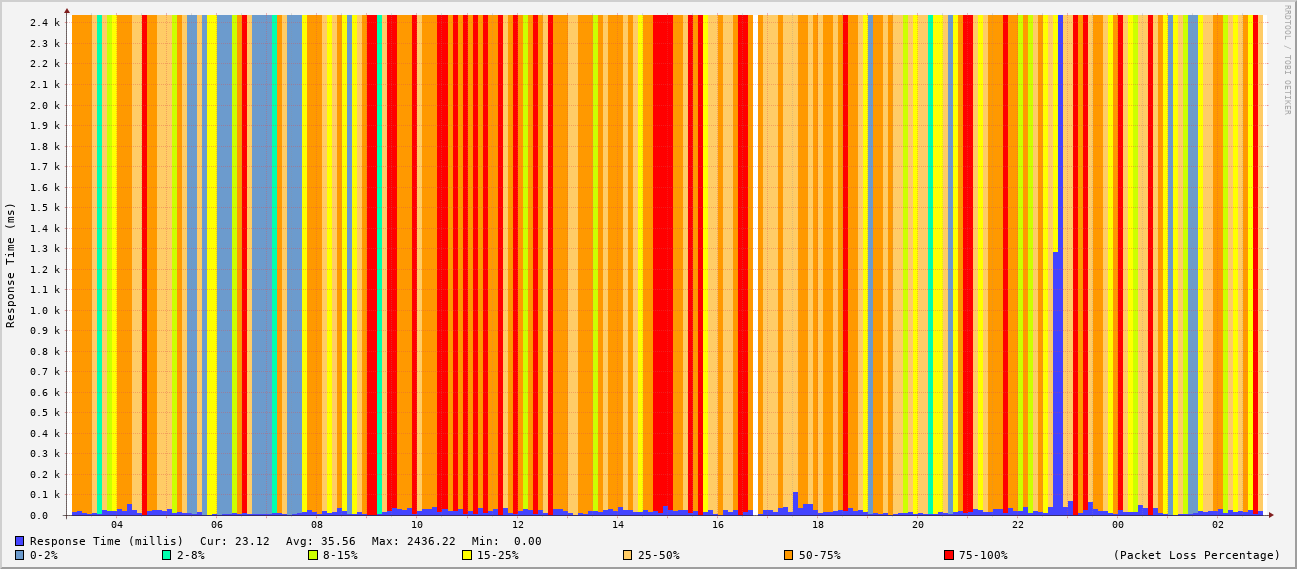 RRDTOOL / TOBI OETIKER
Response Time (ms)
2.4 k
2.3 k
2.2 k
2.1 k
2.0 k
1.9 k
1.8 k
1.7 k
1.6 k
1.5 k
1.4 k
1.3 k
1.2 k
1.1 k
1.0 k
0.9 k
0.8 k
0.7 k
0.6 k
0.5 k
0.4 k
0.3 k
0.2 k
0.1 k
0.0
04 06 08 10 12 14 16 18 20 22 00 02
Response Time (millis) Cur: 23.12 Avg: 35.56 Max: 2436.22 Min: 0.00
0-2% 2-8% 8-15% 15-25% 25-50% 50-75% 75-100% (Packet Loss Percentage)